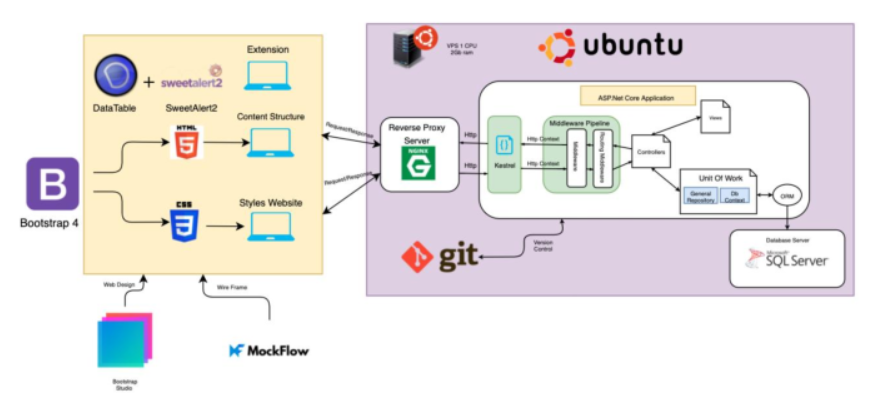 Extension
+
sweetalert2
DataTable
SweetAlert2
HTML
5
Content Structure
B
Bootstrap 4
CSS
3
Styles Website
Web Design
Wire Frame
Bootstrap
Studio
MockFlow
Request/Response
Request/Response
VPS 1 CPU
2Gb ram
ubuntu
Reverse Proxy
Server
NGINX
G
Http
Http
ASP.Net Core Application
{}
Kestrel
Http Context
Http Context
Middleware Pipeline
Middleware
Routing Middleware
Controllers
Views
Unit Of Work
General
Repository
Db
Context
ORM
git
Version
Control
Database Server
Microsoft
SQL Server